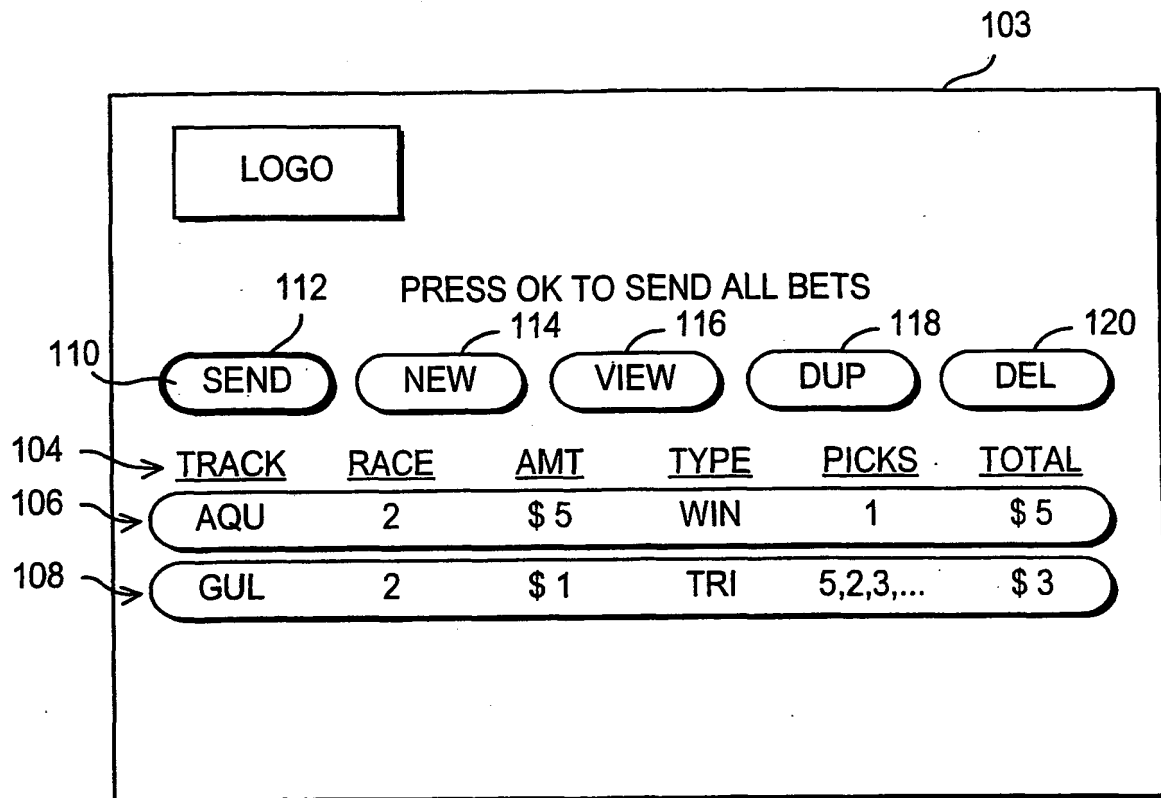 103
LOGO
PRESS OK TO SEND ALL BETS
112 114 116 118 120
110 SEND NEW VIEW DUP DEL
104 TRACK RACE AMT TYPE PICKS TOTAL
106 AQU 2 $ 5 WIN 1 $ 5
108 GUL 2 $ 1 TRI 5,2,3,... $ 3